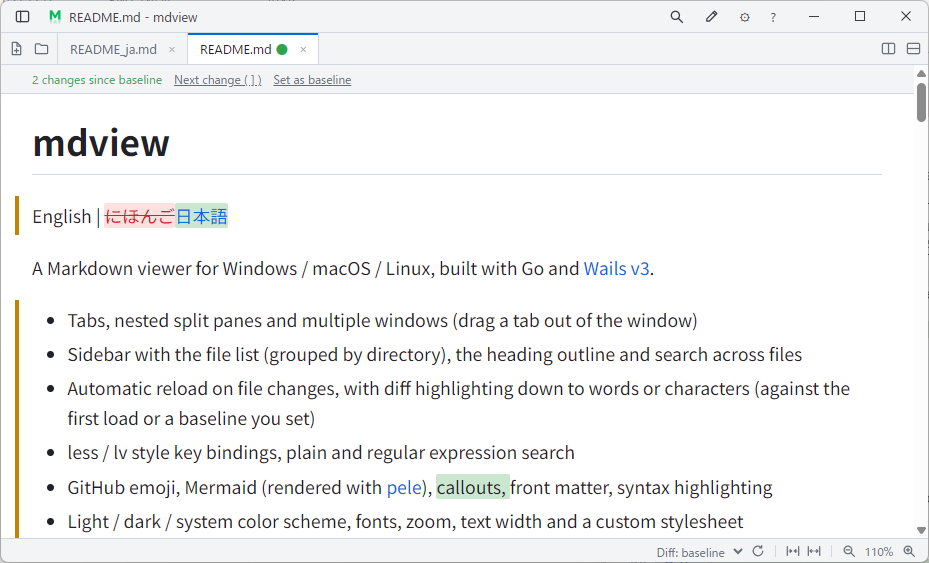 README.md - mdview
?
README_ja.md ×
README.md ×
2 changes since baseline Next change ( ] ) Set as baseline
mdview
English | にほんご日本語
A Markdown viewer for Windows / macOS / Linux, built with Go and Wails v3.
• Tabs, nested split panes and multiple windows (drag a tab out of the window)
• Sidebar with the file list (grouped by directory), the heading outline and search across files
• Automatic reload on file changes, with diff highlighting down to words or characters (against the
first load or a baseline you set)
• less / lv style key bindings, plain and regular expression search
• GitHub emoji, Mermaid (rendered with pele), callouts, front matter, syntax highlighting
• Light / dark / system color scheme, fonts, zoom, text width and a custom stylesheet
Diff: baseline 110%